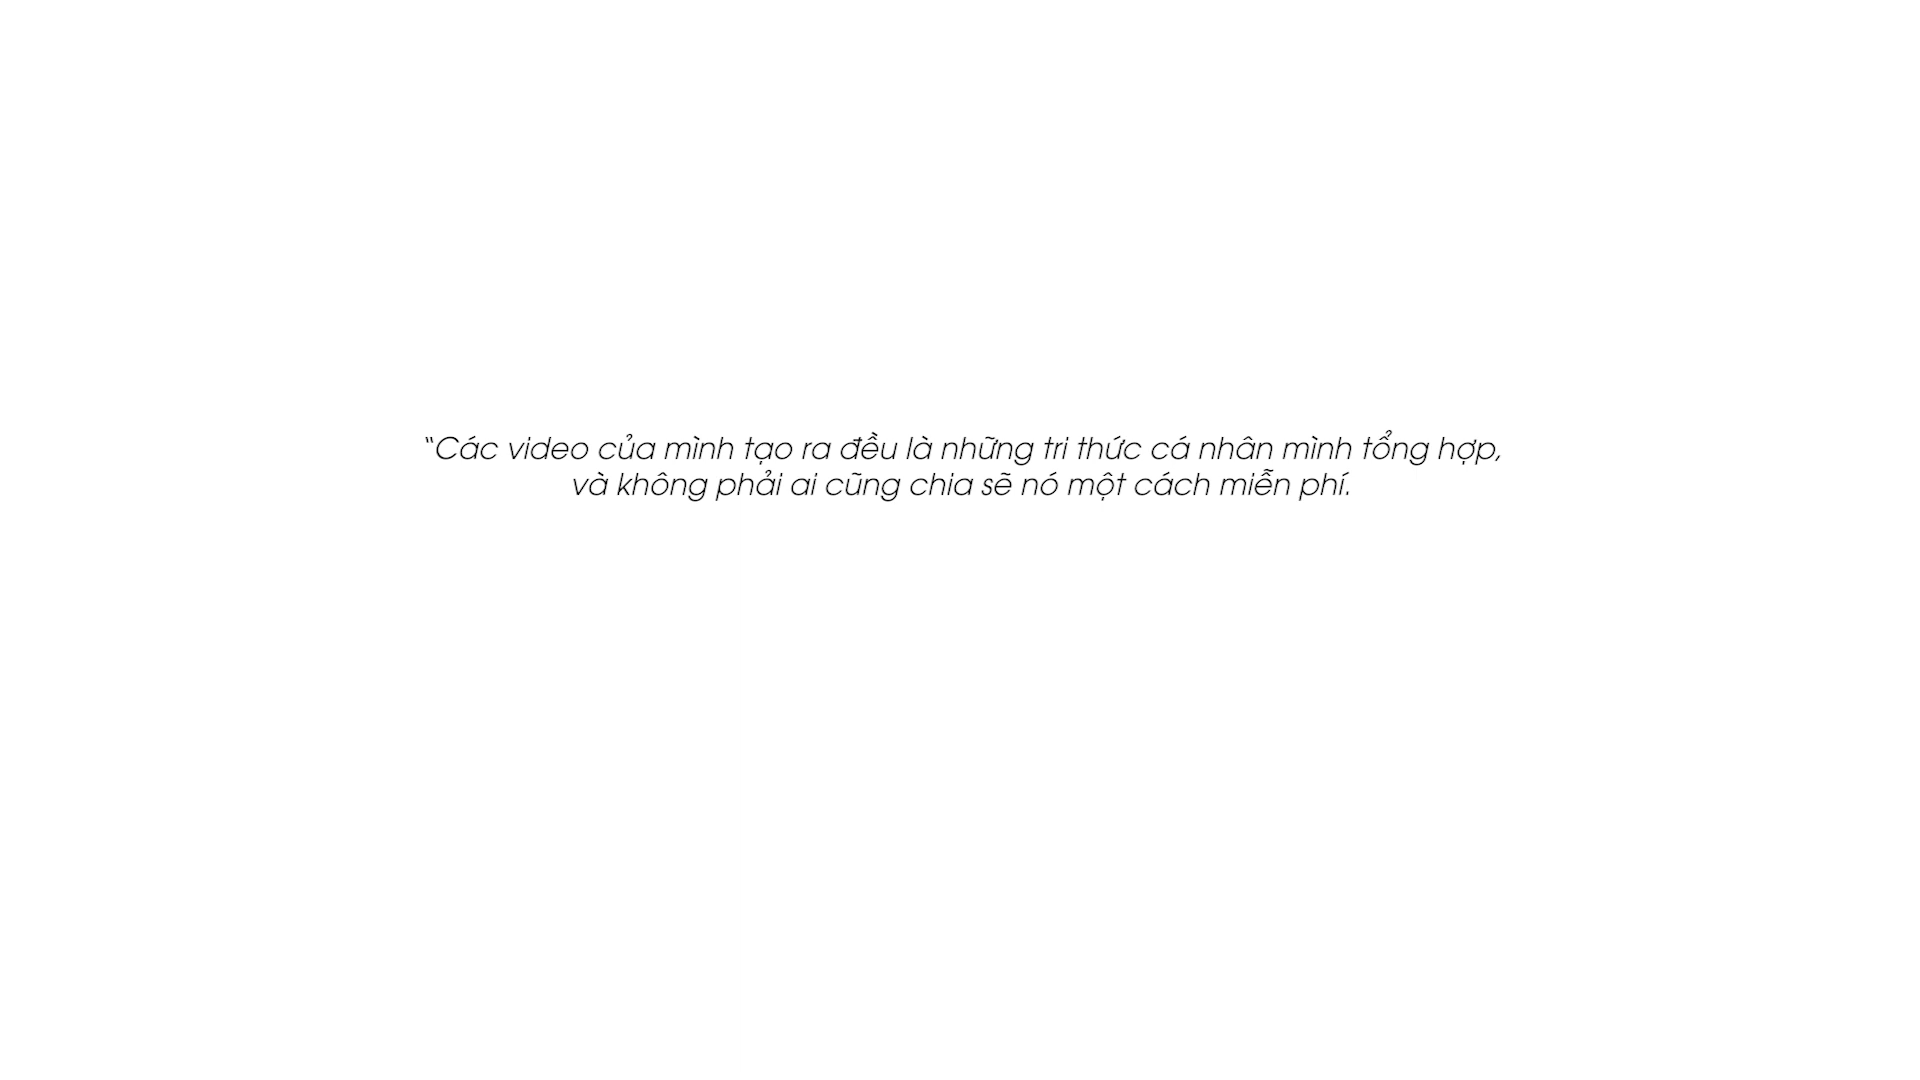 “Các video của mình tạo ra đều là những tri thức cá nhân mình tổng hợp,
và không phải ai cũng chia sẽ nó một cách miễn phí.